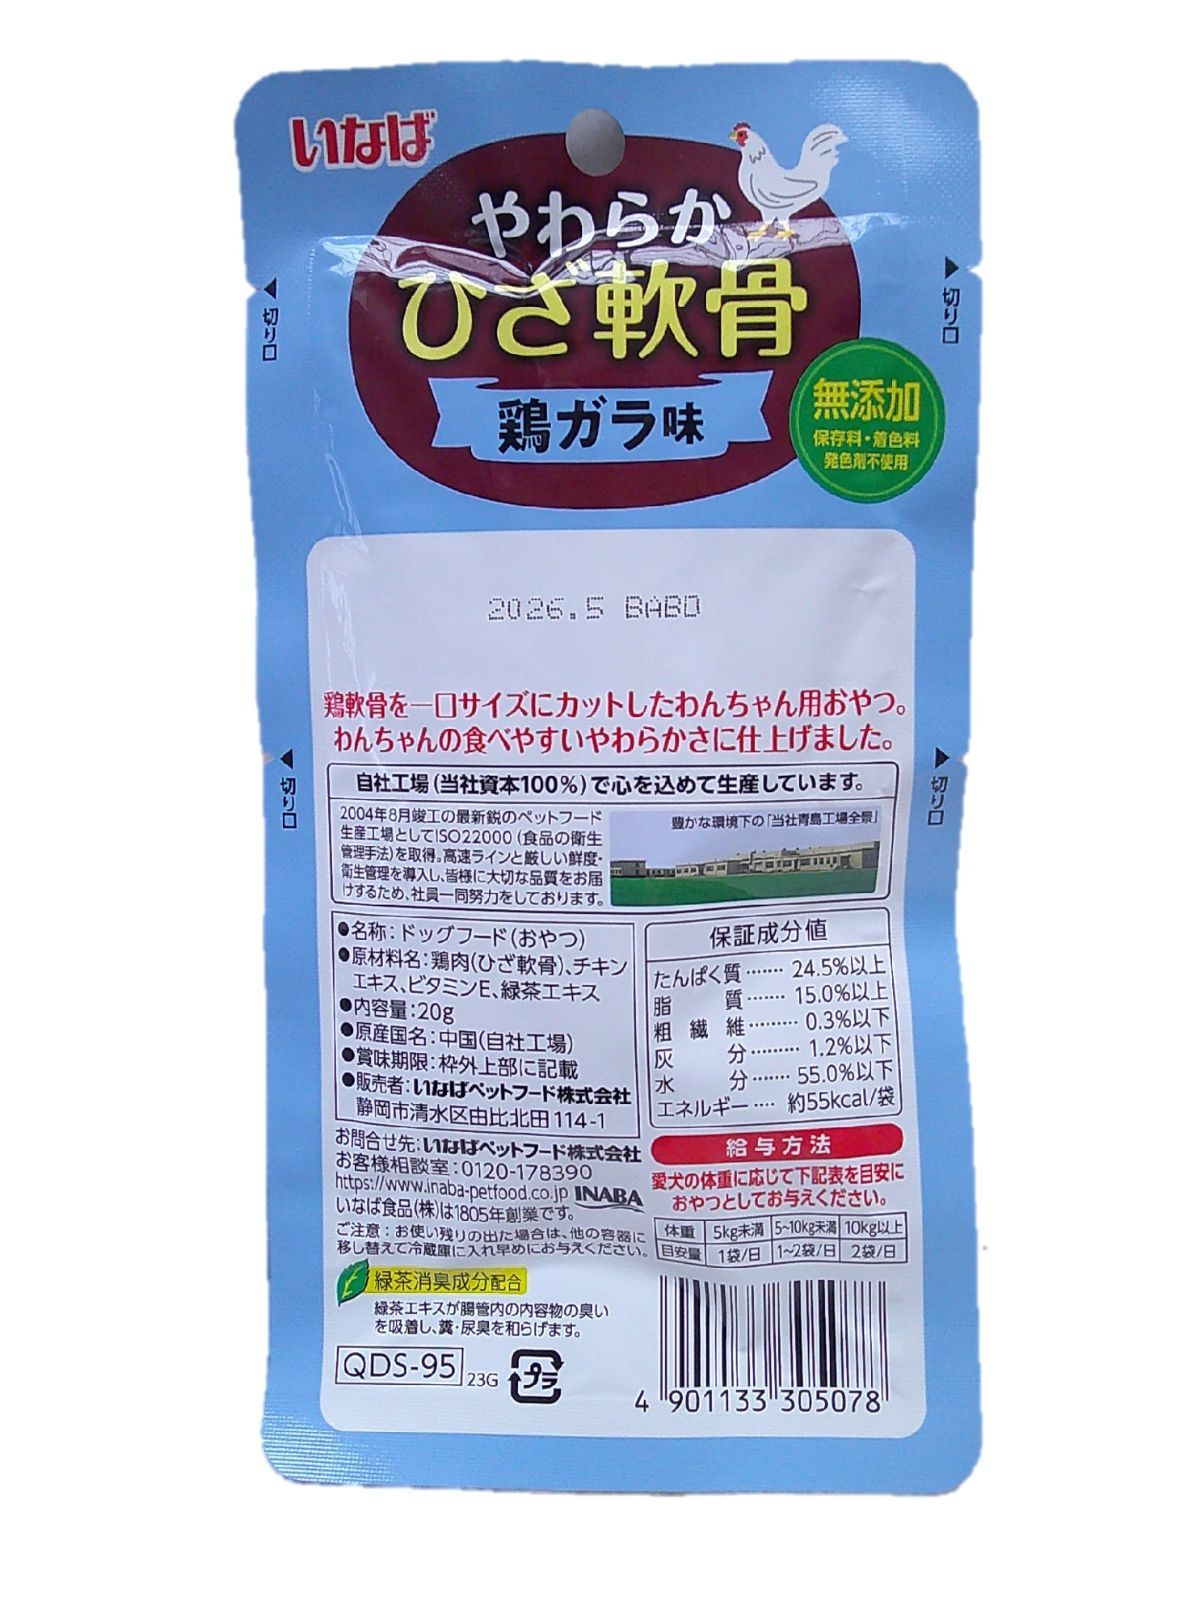 いなば
やわらか
ひざ軟骨
鶏ガラ味
無添加
保存料・着色料
発色剤不使用
切り口
切り口
2026.5 BABD
鶏軟骨を一口サイズにカットしたわんちゃん用おやつ。
わんちゃんの食べやすいやわらかさに仕上げました。
切り口
切り口
自社工場(当社資本100%)で心を込めて生産しています。
2004年8月竣工の最新鋭のペットフード
生産工場としてISO22000(食品の衛生
管理手法)を取得。高速ラインと厳しい鮮度・
衛生管理を導入し、皆様に大切な品質をお届
けするため、社員一同努力をしております。
豊かな環境下の「当社青島工場全景」
●名称：ドッグフード(おやつ)
●原材料名：鶏肉(ひざ軟骨)、チキン
エキス、ビタミンE、緑茶エキス
●内容量：20g
●原産国名：中国(自社工場)
●賞味期限：枠外上部に記載
●販売者：いなばペットフード株式会社
静岡市清水区由比北田114-1
保証成分値
たんぱく質……24.5%以上
脂質……15.0%以上
粗繊維………0.3%以下
灰分………1.2%以下
水分……55.0%以下
エネルギー…約55kcal/袋
お問合せ先：いなばペットフード株式会社
お客様相談室：0120-178390
https://www.inaba-petfood.co.jp INABA
いなば食品(株)は1805年創業です。
ご注意：お使い残りの出た場合は、他の容器に
移し替えて冷蔵庫に入れ早めにお与えください。
給与方法
愛犬の体重に応じて下記表を目安に
おやつとしてお与えください。
体重 5kg未満 5~10kg未満 10kg以上
目安量 1袋/日 1~2袋/日 2袋/日
緑茶消臭成分配合
緑茶エキスが腸管内の内容物の臭い
を吸着し、糞・尿臭を和らげます。
QDS-95 23G プラ
4 901133 305078